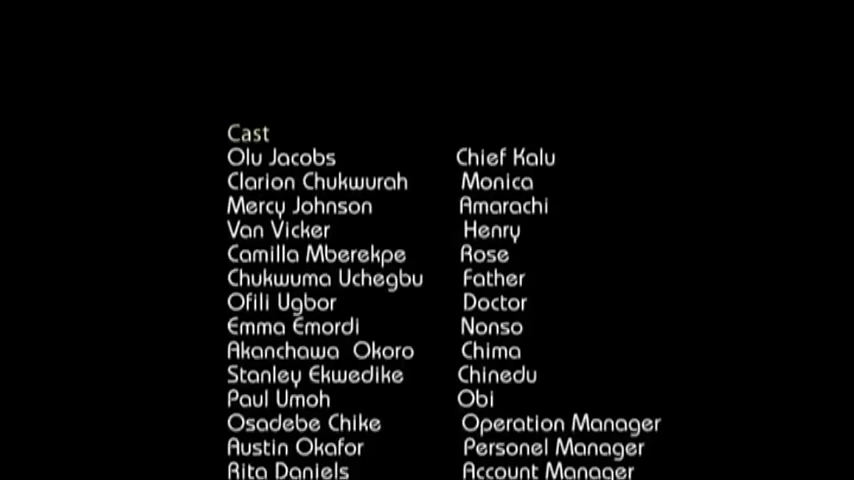 Cast
Olu Jacobs Chief Kalu
Clarion Chukwurah Monica
Mercy Johnson Amarachi
Van Vicker Henry
Camilla Mberekpe Rose
Chukwuma Uchegbu Father
Ofili Ugbor Doctor
Emma Emordi Nonso
Akanchawa Okoro Chima
Stanley Ekwedike Chinedu
Paul Umoh Obi
Osadebe Chike Operation Manager
Austin Okafor Personel Manager
Rita Daniels Account Manager